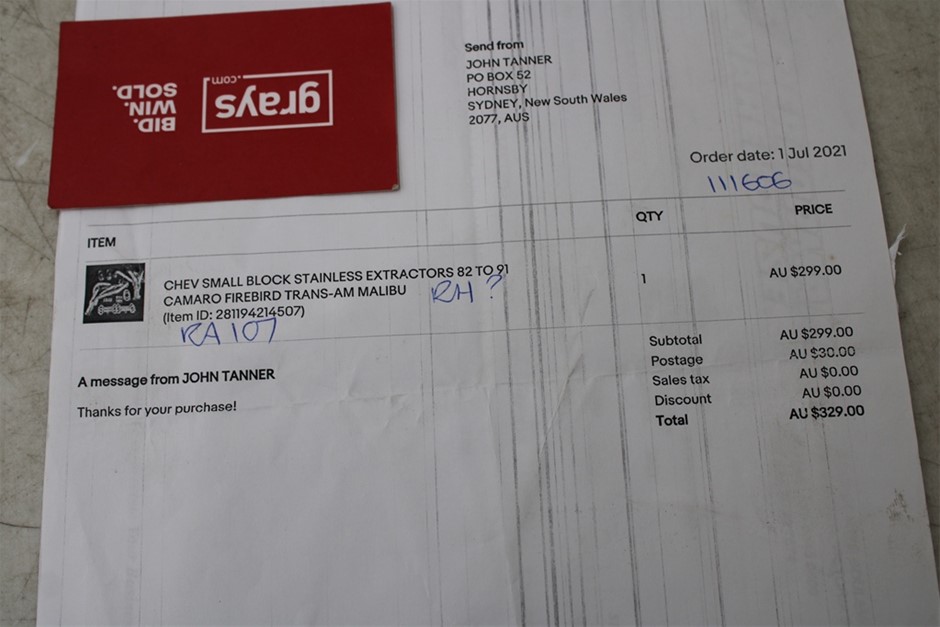 grays
.com
BID.
WIN.
SOLD.
Send from
JOHN TANNER
PO BOX 52
HORNSBY
SYDNEY, New South Wales
2077, AUS
Order date: 1 Jul 2021
111606
ITEM QTY PRICE
CHEV SMALL BLOCK STAINLESS EXTRACTORS 82 TO 91 1 AU $299.00
CAMARO FIREBIRD TRANS-AM MALIBU RH ?
(Item ID: 281194214507)
RA 107
Subtotal AU $299.00
Postage AU $30.00
Sales tax AU $0.00
Discount AU $0.00
Total AU $329.00
A message from JOHN TANNER
Thanks for your purchase!